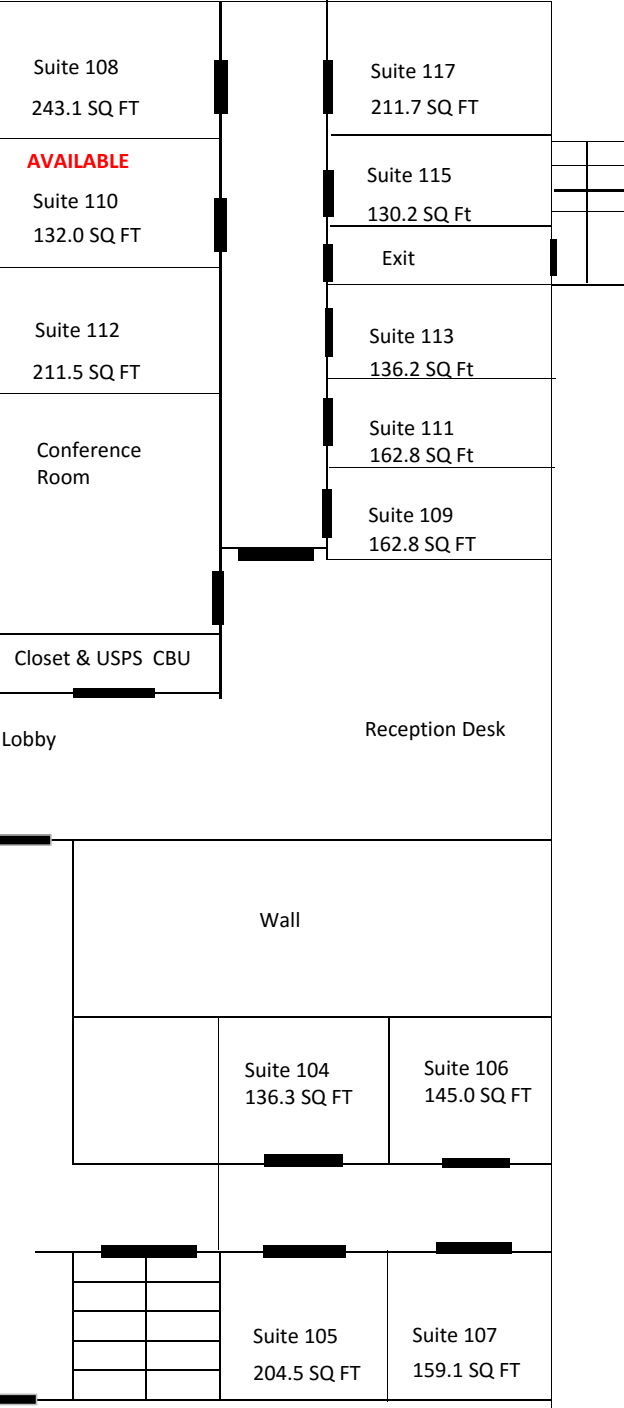 Suite 108
243.1 SQ FT
AVAILABLE
Suite 110
132.0 SQ FT
Suite 112
211.5 SQ FT
Conference
Room
Closet & USPS CBU
Lobby
Suite 117
211.7 SQ FT
Suite 115
130.2 SQ Ft
Exit
Suite 113
136.2 SQ Ft
Suite 111
162.8 SQ Ft
Suite 109
162.8 SQ FT
Reception Desk
Wall
Suite 104
136.3 SQ FT
Suite 106
145.0 SQ FT
Suite 105
204.5 SQ FT
Suite 107
159.1 SQ FT